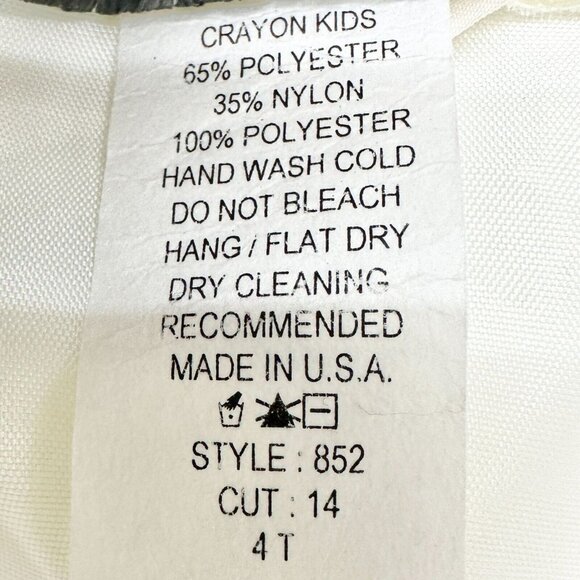 CRAYON KIDS
65% POLYESTER
35% NYLON
100% POLYESTER
HAND WASH COLD
DO NOT BLEACH
HANG / FLAT DRY
DRY CLEANING
RECOMMENDED
MADE IN U.S.A.
STYLE : 852
CUT : 14
4 T